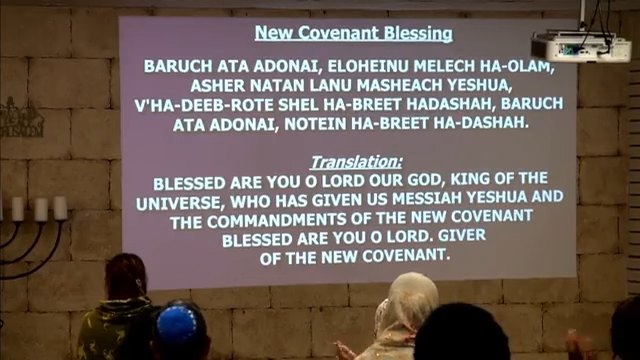 New Covenant Blessing
BARUCH ATA ADONAI, ELOHEINU MELECH HA-OLAM,
ASHER NATAN LANU MASHEACH YESHUA,
V'HA-DEEB-ROTE SHEL HA-BREET HADASHAH, BARUCH
ATA ADONAI, NOTEIN HA-BREET HA-DASHAH.
Translation:
BLESSED ARE YOU O LORD OUR GOD, KING OF THE
UNIVERSE, WHO HAS GIVEN US MESSIAH YESHUA AND
THE COMMANDMENTS OF THE NEW COVENANT
BLESSED ARE YOU O LORD. GIVER
OF THE NEW COVENANT.